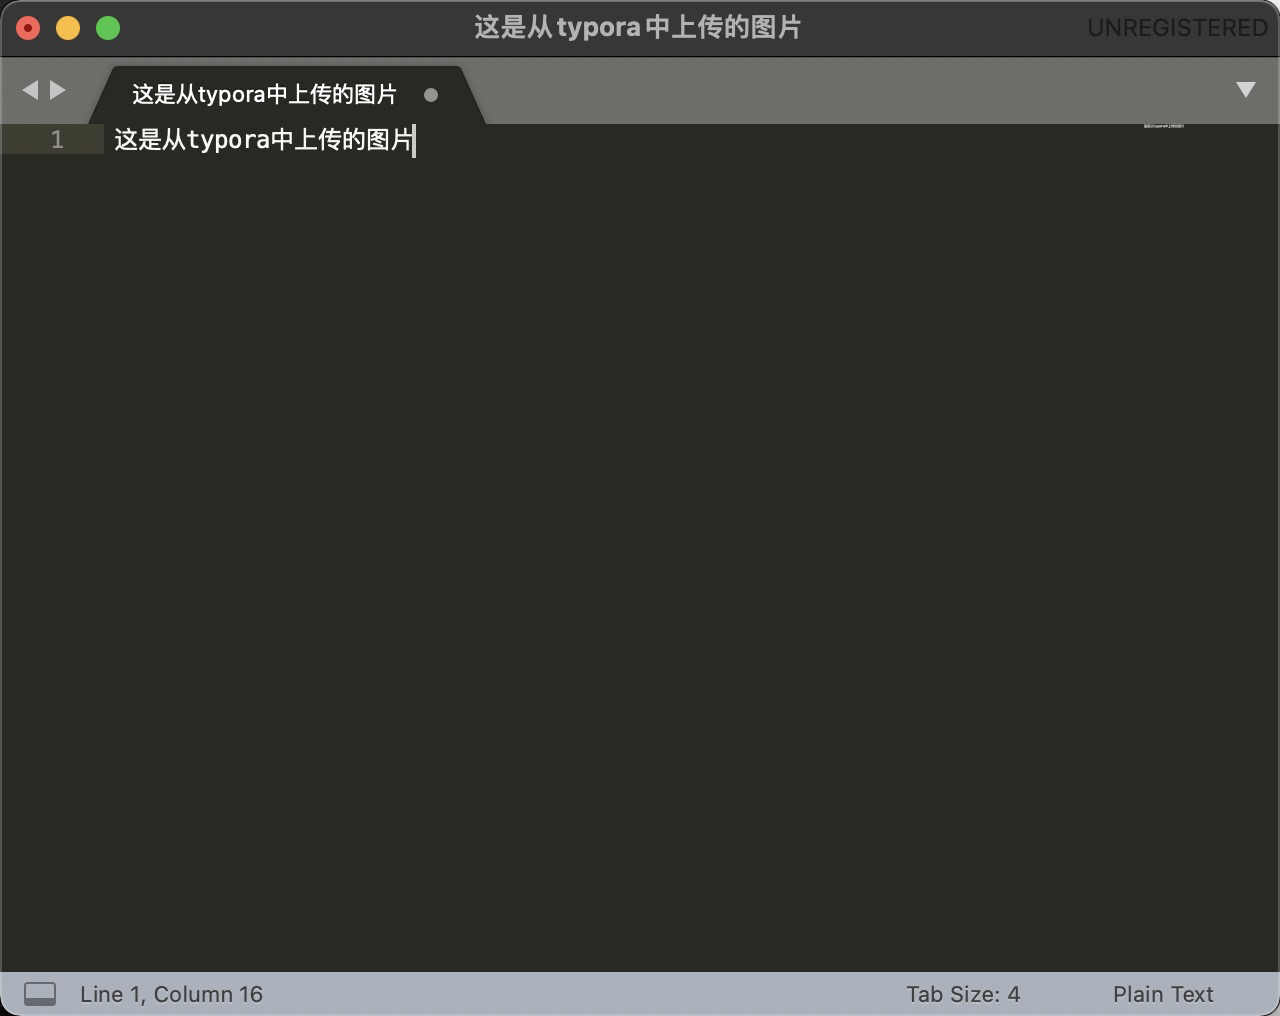 这是从typora中上传的图片
UNREGISTERED
这是从typora中上传的图片
1 这是从typora中上传的图片
Line 1, Column 16
Tab Size: 4
Plain Text